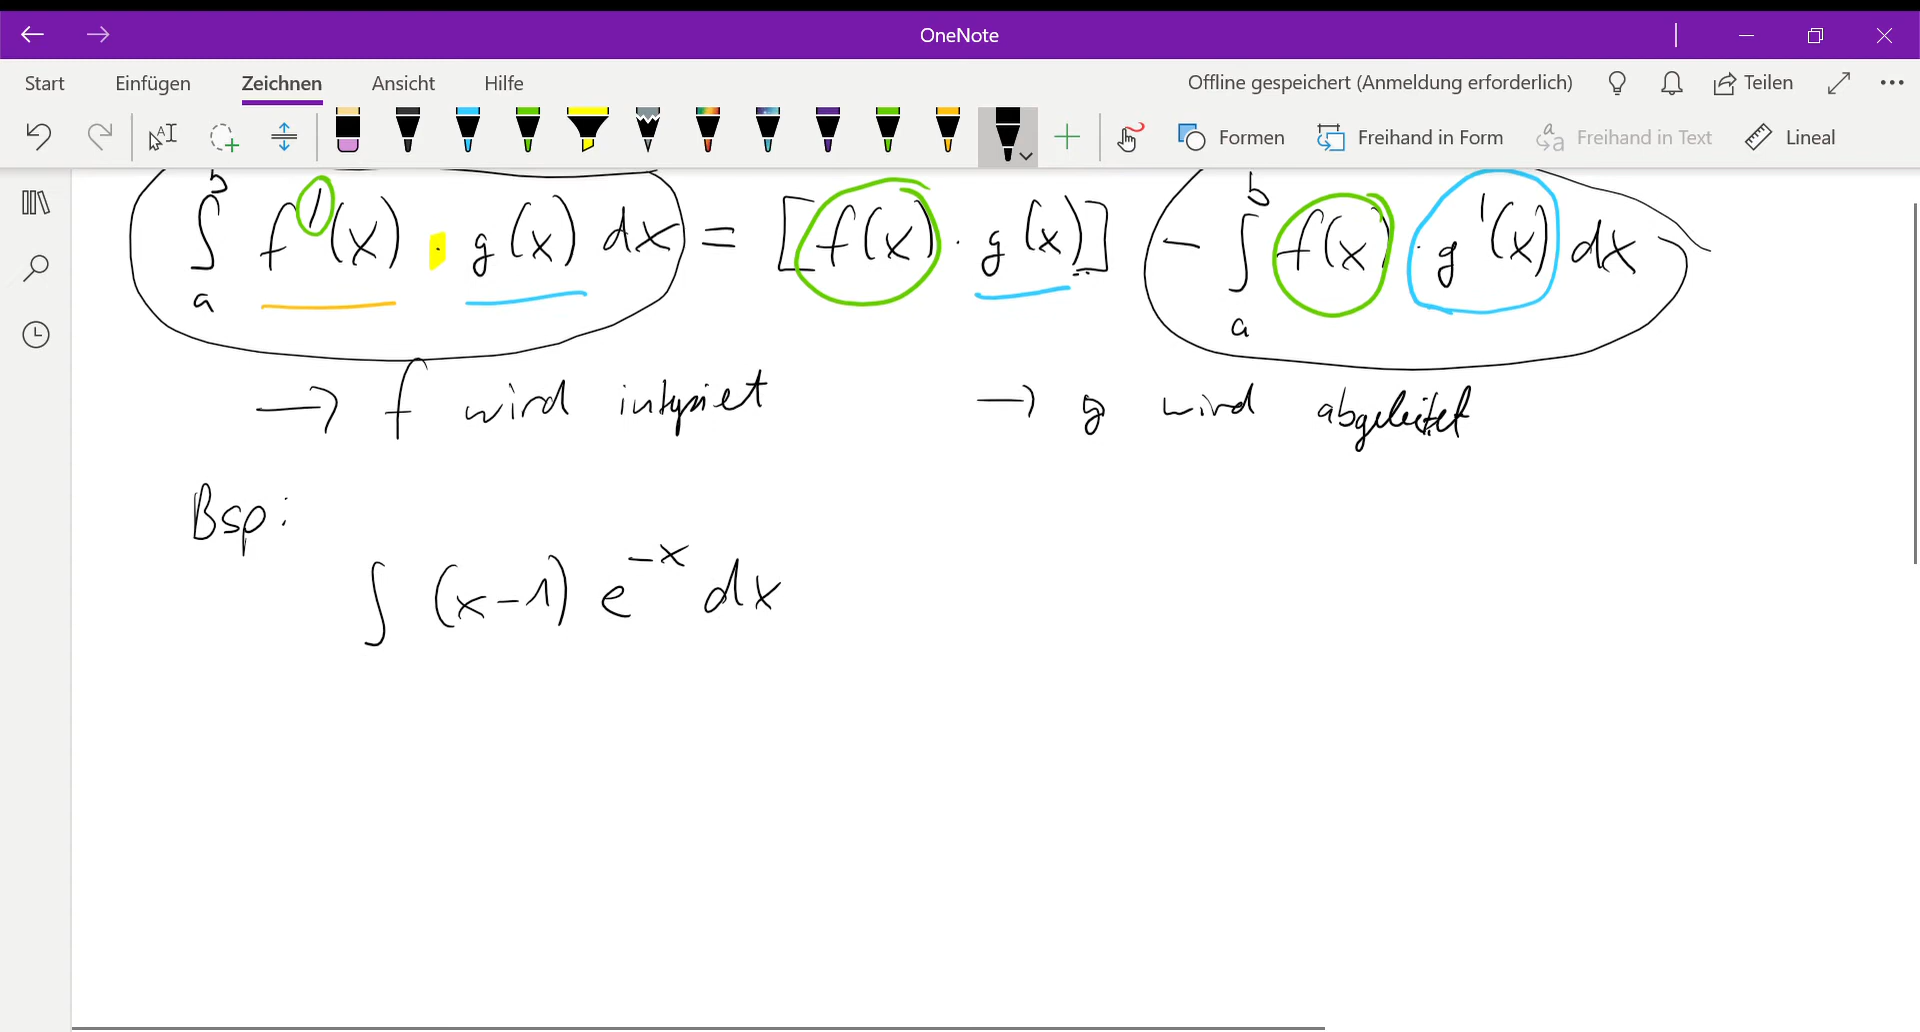 OneNote
Start Einfügen Zeichnen Ansicht Hilfe Offline gespeichert (Anmeldung erforderlich) Teilen
Formen Freihand in Form Freihand in Text Lineal
∫ₐᵇ f'(x) · g(x) dx = [f(x) · g(x)] - ∫ₐᵇ f(x) · g'(x) dx
→ f wird integriert → g wird abgeleitet
Bsp:
∫ (x-1) e⁻ˣ dx